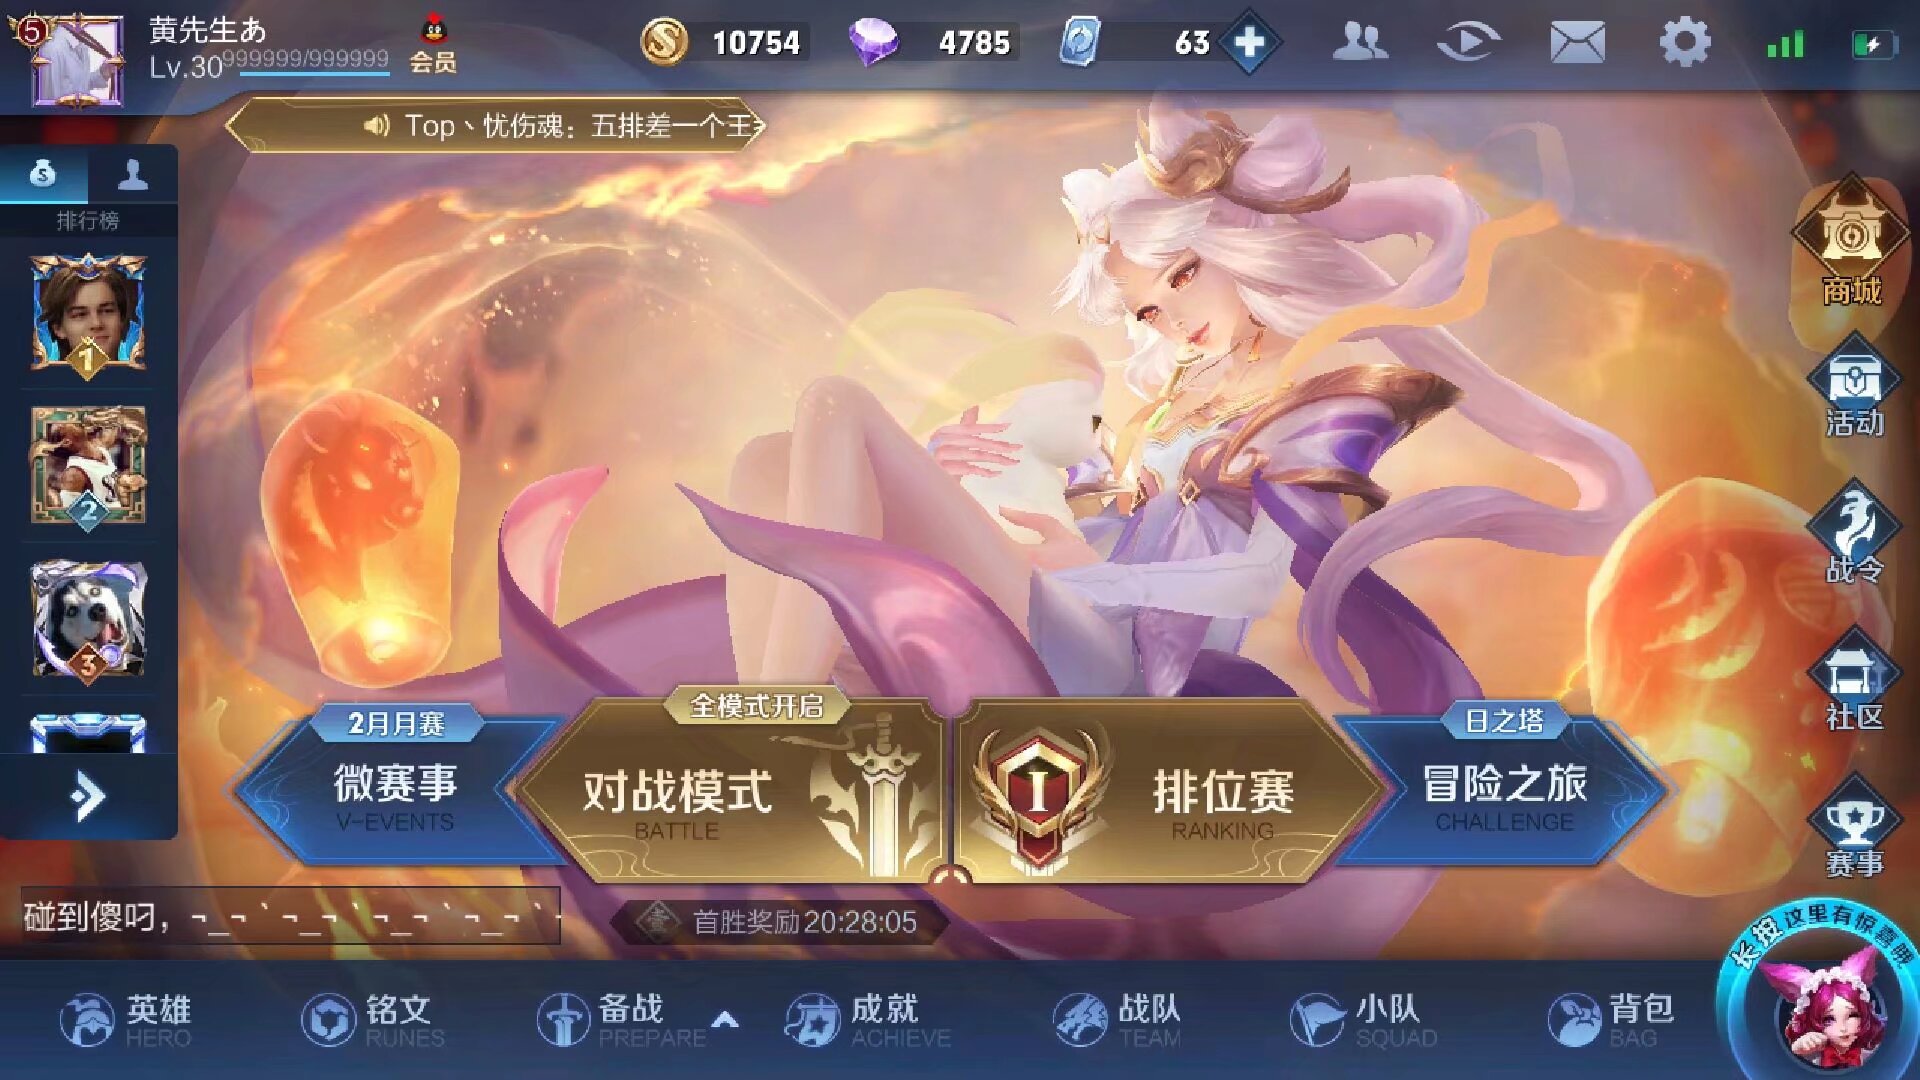 5
黄先生あ
Lv.30
999999/999999
会员
10754
4785
63
Top丶忧伤魂：五排差一个王
排行榜
1
2
3
商城
活动
战令
社区
赛事
2月月赛
微赛事
V-EVENTS
全模式开启
对战模式
BATTLE
I
排位赛
RANKING
日之塔
冒险之旅
CHALLENGE
碰到傻叼，¬_¬`¬_¬`¬_¬`¬_¬`·
壹
首胜奖励20:28:05
长按这里有惊喜哦
英雄
HERO
铭文
RUNES
备战
PREPARE
成就
ACHIEVE
战队
TEAM
小队
SQUAD
背包
BAG